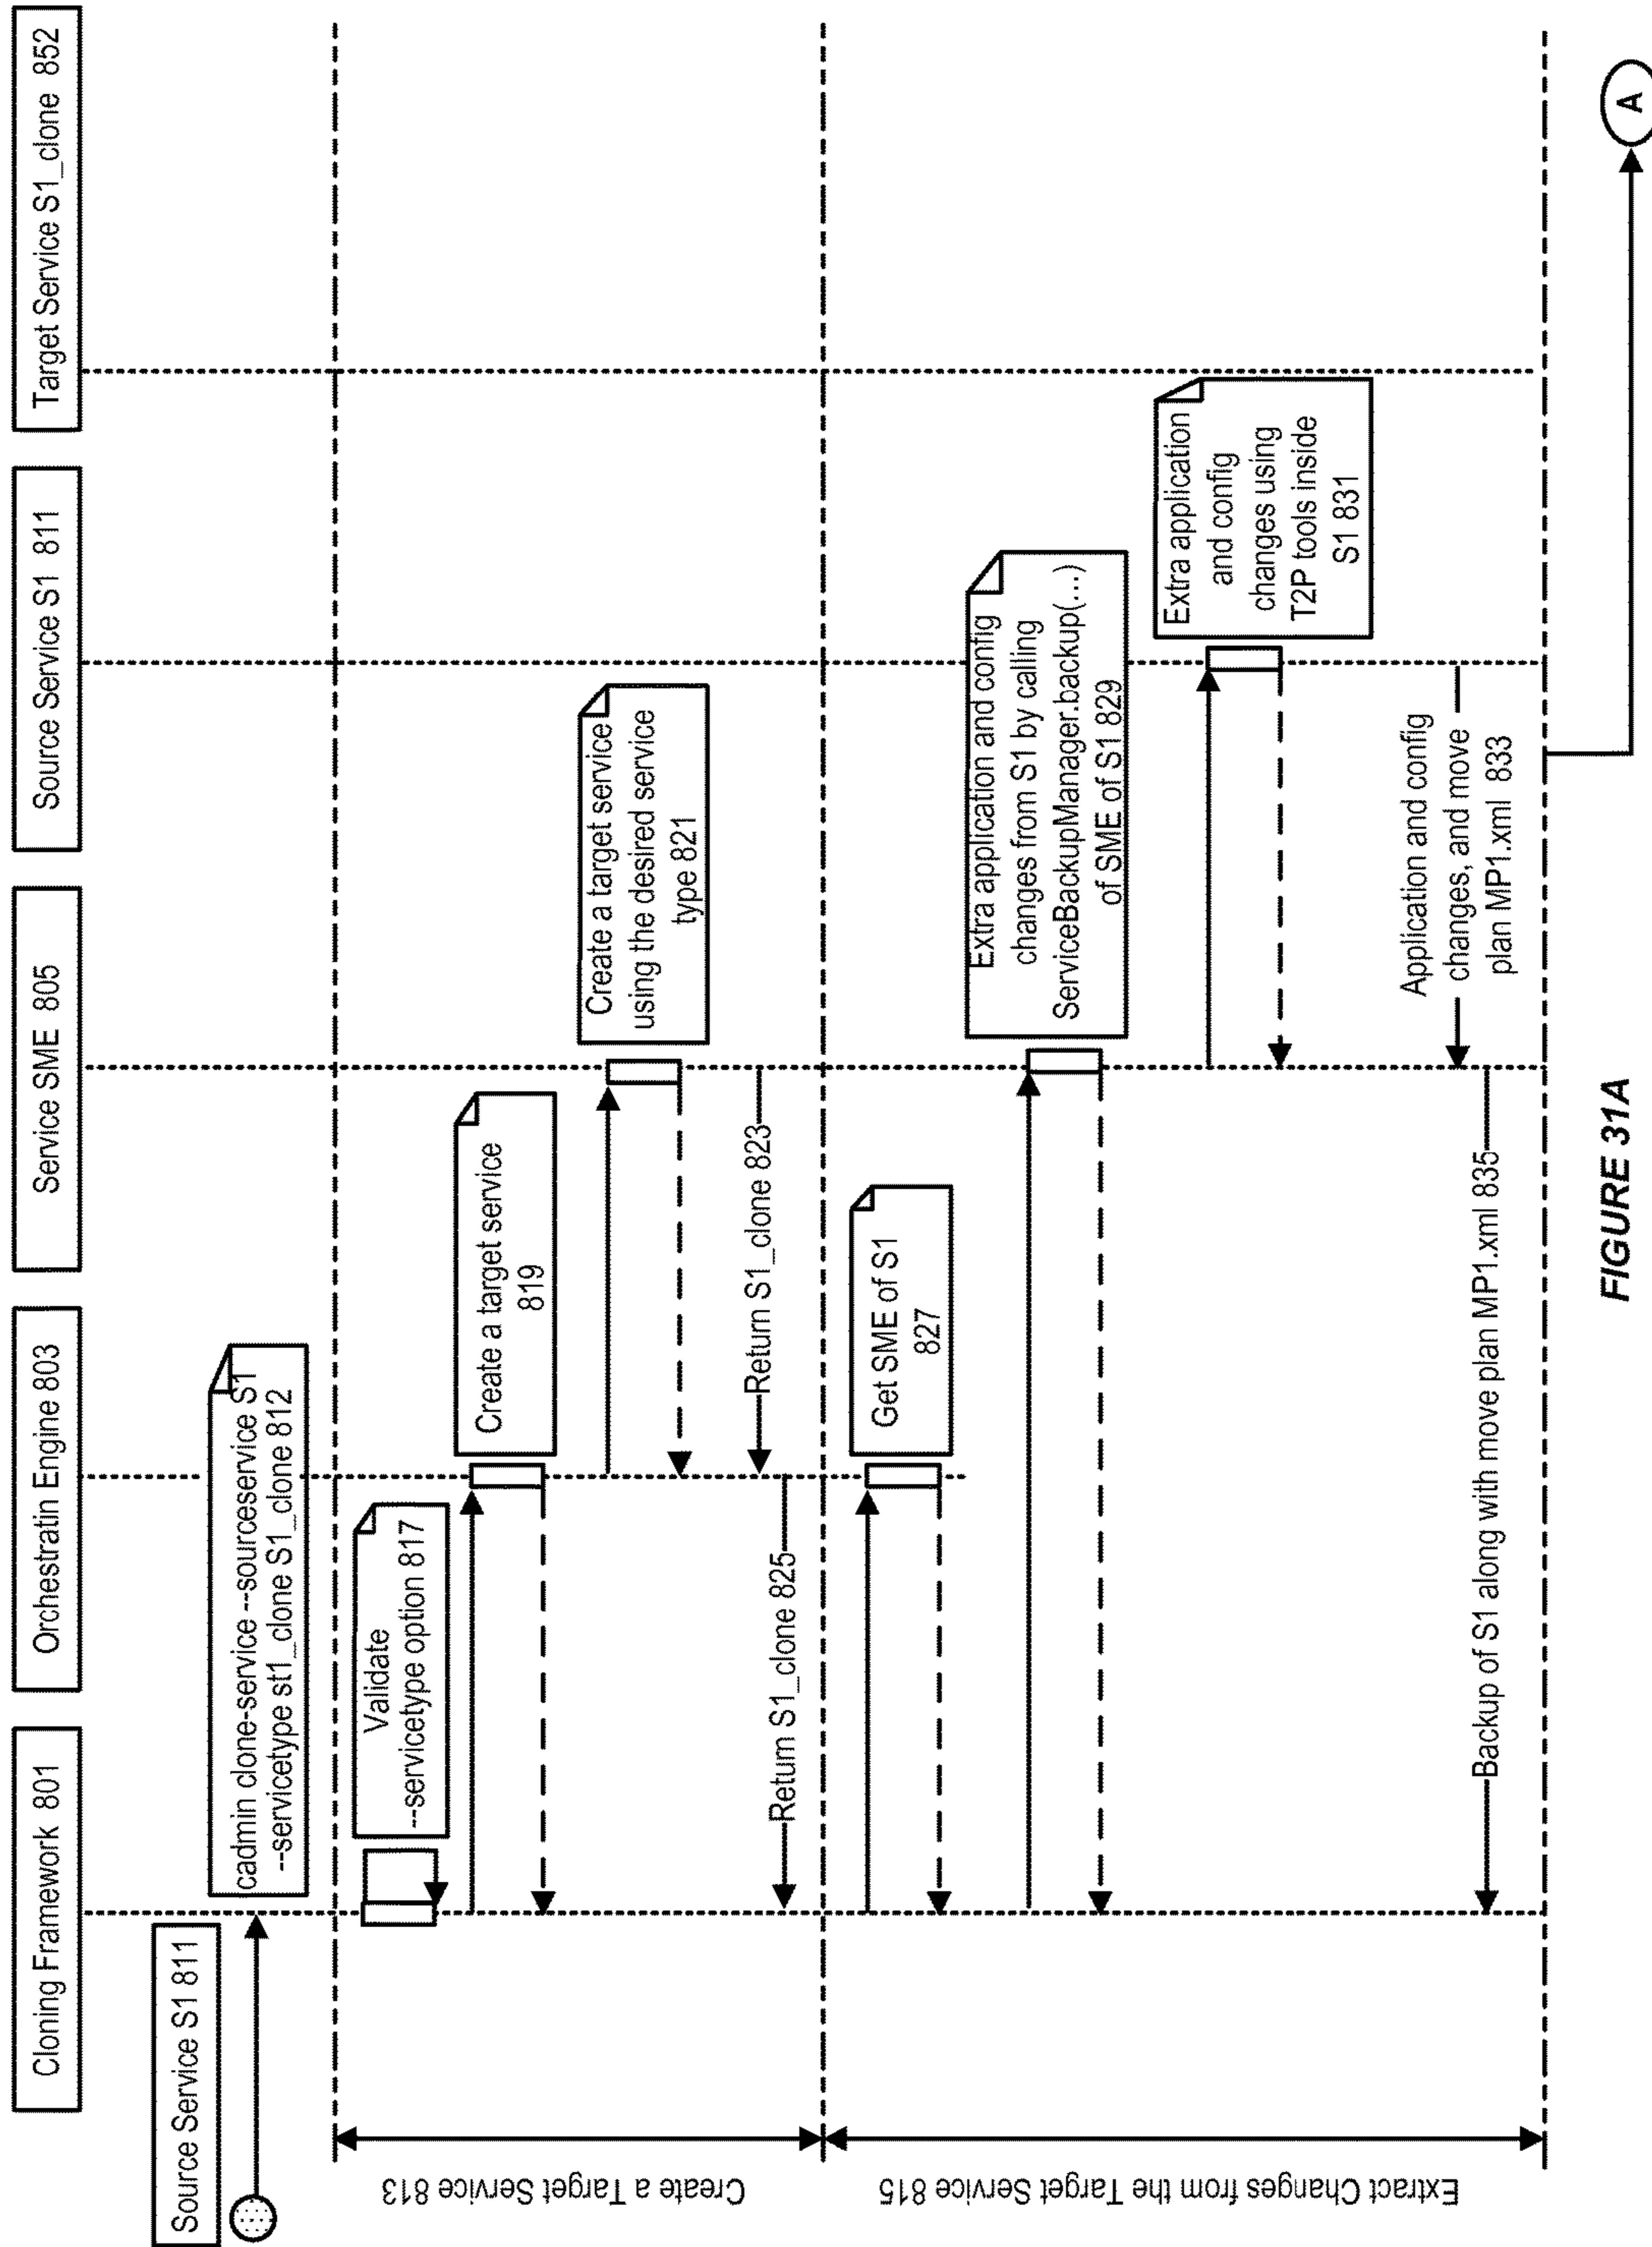 Cloning Framework 801
Orchestratin Engine 803
Service SME 805
Source Service S1 811
Target Service S1_clone 852
Source Service S1 811
cadmin clone-service --sourceservice S1
--servicetype st1_clone S1_clone 812
Create a Target Service 813
Validate
--servicetype option 817
Create a target service
819
Create a target service
using the desired service
type 821
Return S1_clone 823
Return S1_clone 825
Extract Changes from the Target Service 815
Get SME of S1
827
Extra application and config
changes from S1 by calling
ServiceBackupManager.backup(...)
of SME of S1 829
Extra application
and config
changes using
T2P tools inside
S1 831
Application and config
changes, and move
plan MP1.xml 833
Backup of S1 along with move plan MP1.xml 835
A
FIGURE 31A